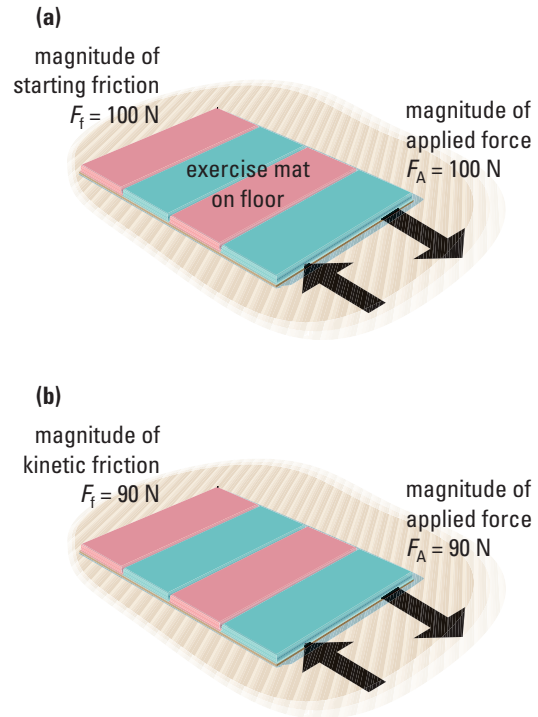 (a)
magnitude of
starting friction
Ff = 100 N
magnitude of
applied force
FA = 100 N
exercise mat
on floor
(b)
magnitude of
kinetic friction
Ff = 90 N
magnitude of
applied force
FA = 90 N